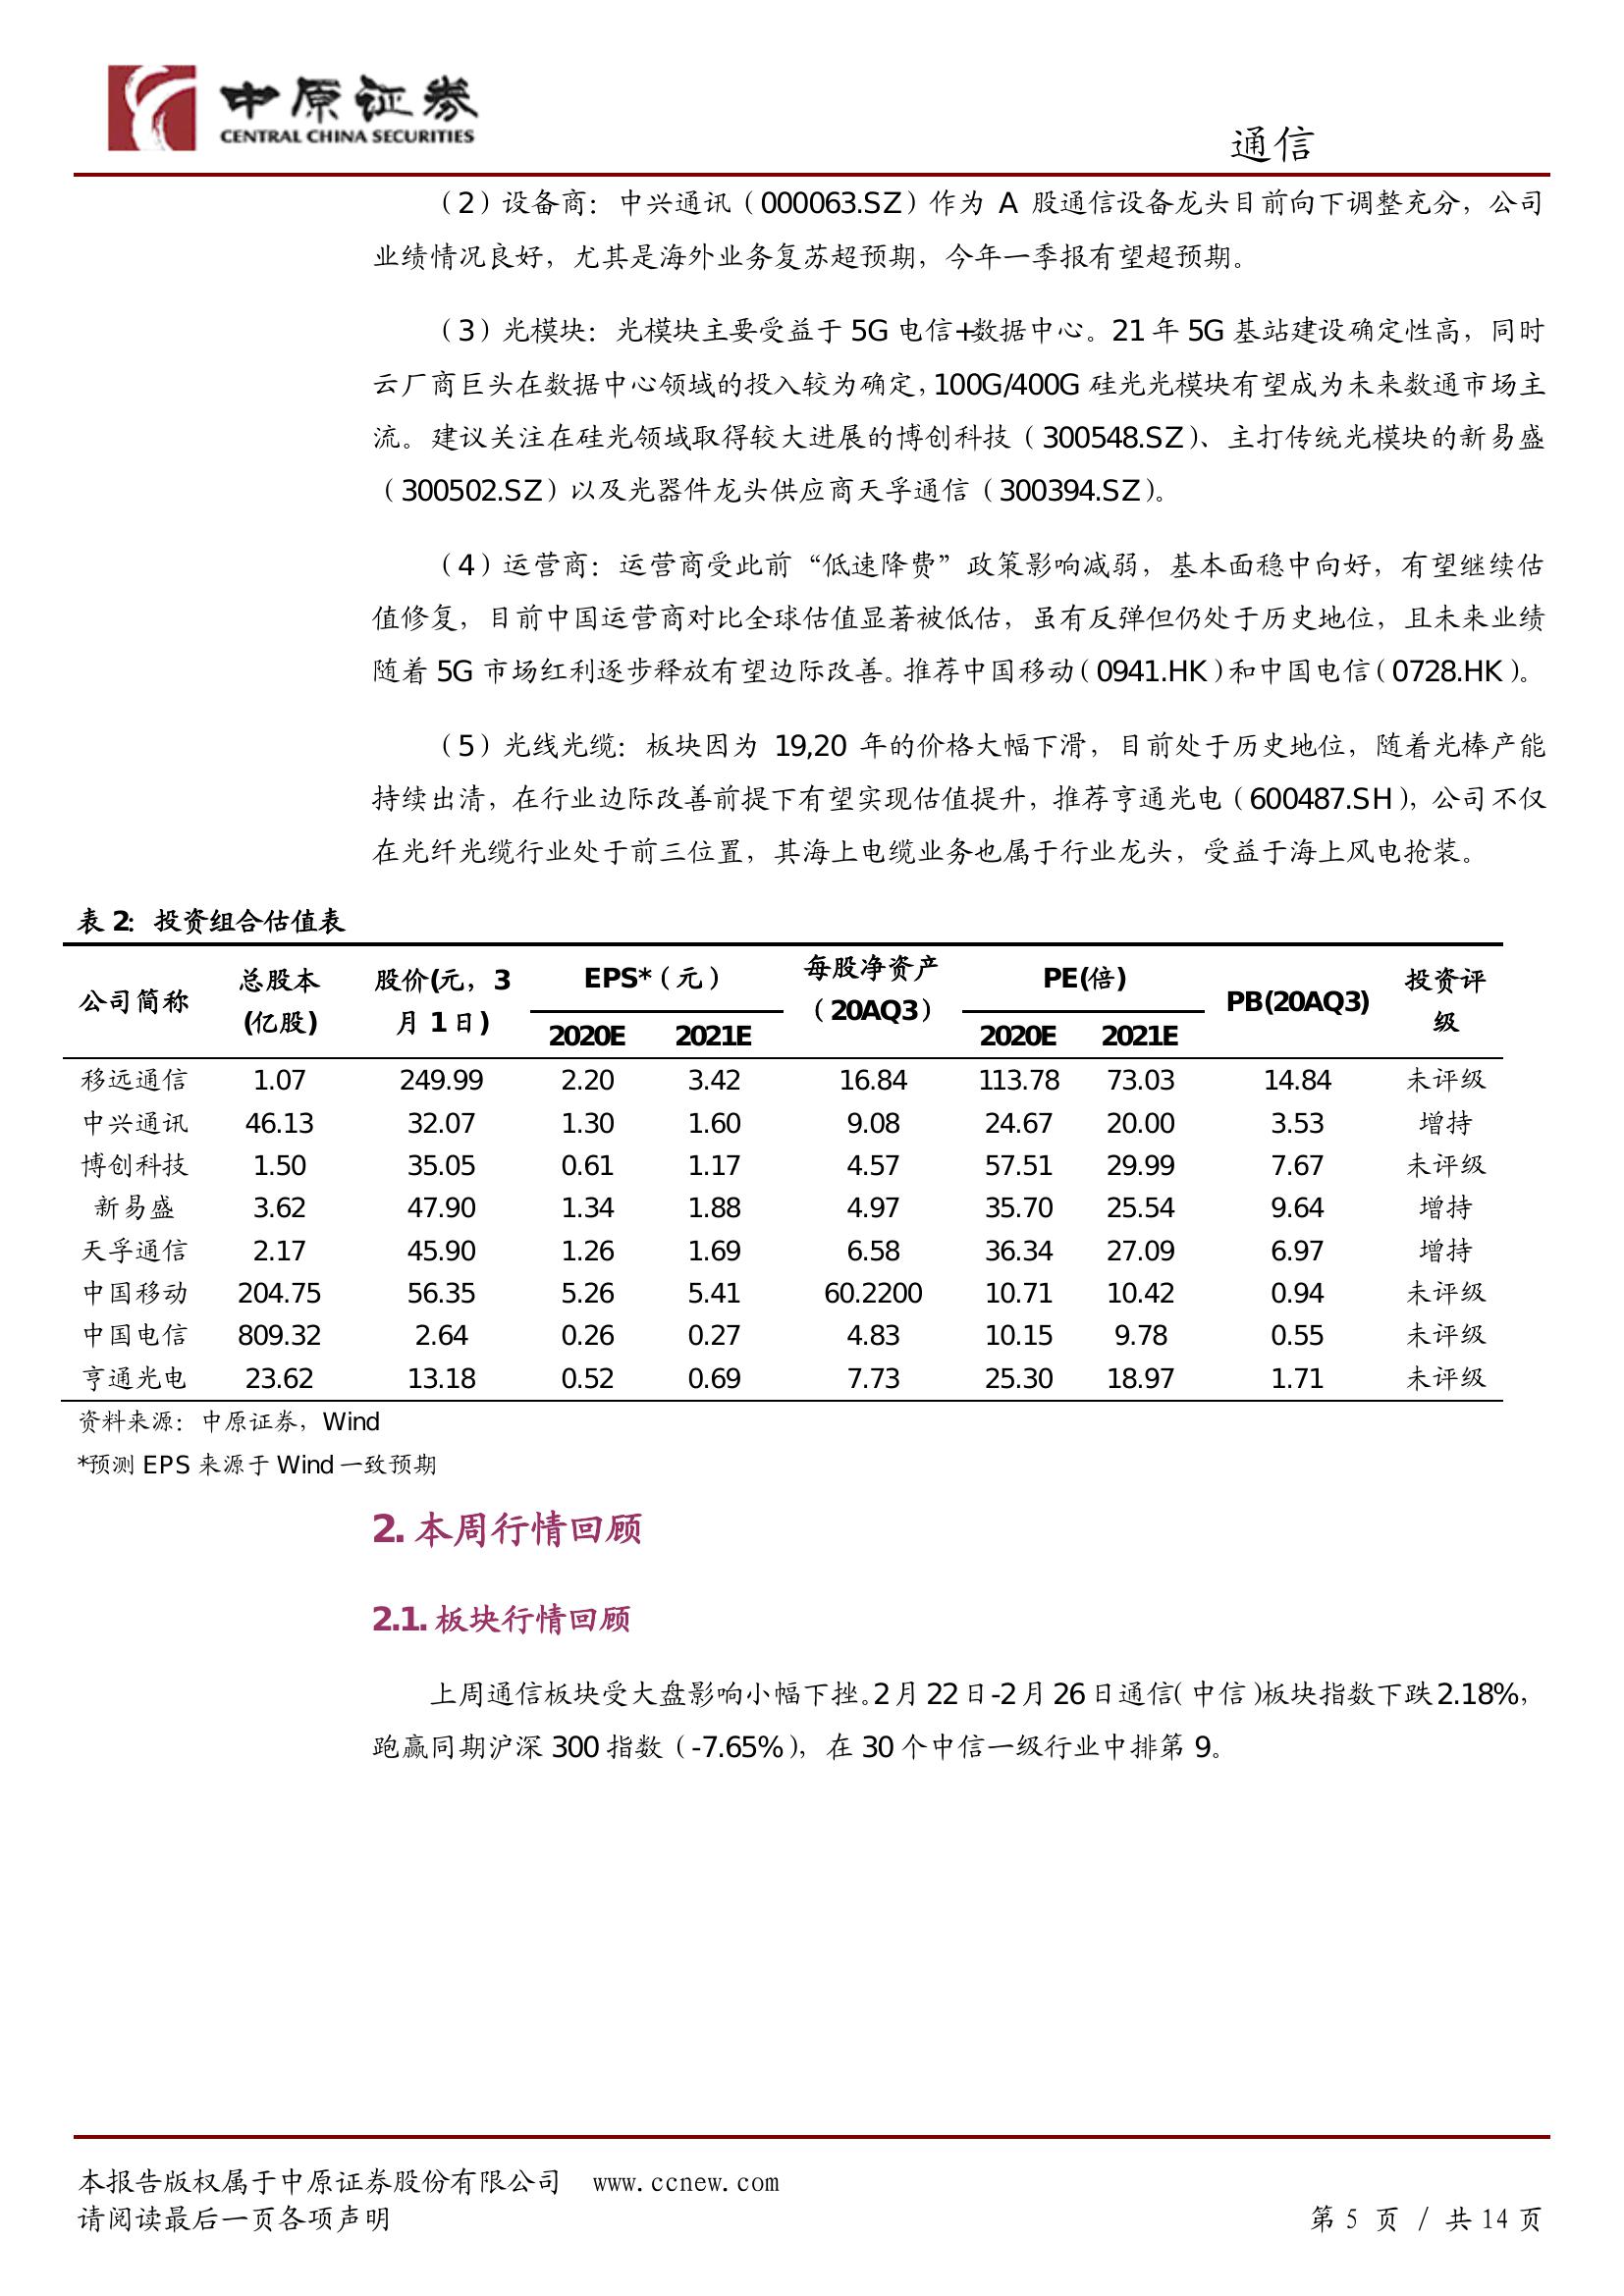 中原证券
CENTRAL CHINA SECURITIES
通信
（2）设备商：中兴通讯（000063.SZ）作为 A 股通信设备龙头目前向下调整充分，公司
业绩情况良好，尤其是海外业务复苏超预期，今年一季报有望超预期。
（3）光模块：光模块主要受益于 5G 电信+数据中心。21 年 5G 基站建设确定性高，同时
云厂商巨头在数据中心领域的投入较为确定，100G/400G 硅光光模块有望成为未来数通市场主
流。建议关注在硅光领域取得较大进展的博创科技（300548.SZ）、主打传统光模块的新易盛
（300502.SZ）以及光器件龙头供应商天孚通信（300394.SZ）。
（4）运营商：运营商受此前“低速降费”政策影响减弱，基本面稳中向好，有望继续估
值修复，目前中国运营商对比全球估值显著被低估，虽有反弹但仍处于历史地位，且未来业绩
随着 5G 市场红利逐步释放有望边际改善。推荐中国移动（0941.HK）和中国电信（0728.HK）。
（5）光线光缆：板块因为 19,20 年的价格大幅下滑，目前处于历史地位，随着光棒产能
持续出清，在行业边际改善前提下有望实现估值提升，推荐亨通光电（600487.SH），公司不仅
在光纤光缆行业处于前三位置，其海上电缆业务也属于行业龙头，受益于海上风电抢装。
表 2：投资组合估值表
公司简称 总股本(亿股) 股价(元，3月 1 日) EPS*（元） 每股净资产（20AQ3） PE(倍) PB(20AQ3) 投资评级
2020E 2021E 2020E 2021E
移远通信 1.07 249.99 2.20 3.42 16.84 113.78 73.03 14.84 未评级
中兴通讯 46.13 32.07 1.30 1.60 9.08 24.67 20.00 3.53 增持
博创科技 1.50 35.05 0.61 1.17 4.57 57.51 29.99 7.67 未评级
新易盛 3.62 47.90 1.34 1.88 4.97 35.70 25.54 9.64 增持
天孚通信 2.17 45.90 1.26 1.69 6.58 36.34 27.09 6.97 增持
中国移动 204.75 56.35 5.26 5.41 60.2200 10.71 10.42 0.94 未评级
中国电信 809.32 2.64 0.26 0.27 4.83 10.15 9.78 0.55 未评级
亨通光电 23.62 13.18 0.52 0.69 7.73 25.30 18.97 1.71 未评级
资料来源：中原证券，Wind
*预测 EPS 来源于 Wind 一致预期
2. 本周行情回顾
2.1. 板块行情回顾
上周通信板块受大盘影响小幅下挫。2 月 22 日-2 月 26 日通信（中信）板块指数下跌 2.18%，
跑赢同期沪深 300 指数（-7.65%），在 30 个中信一级行业中排第 9。
本报告版权属于中原证券股份有限公司 www.ccnew.com
请阅读最后一页各项声明 第 5 页 / 共 14 页